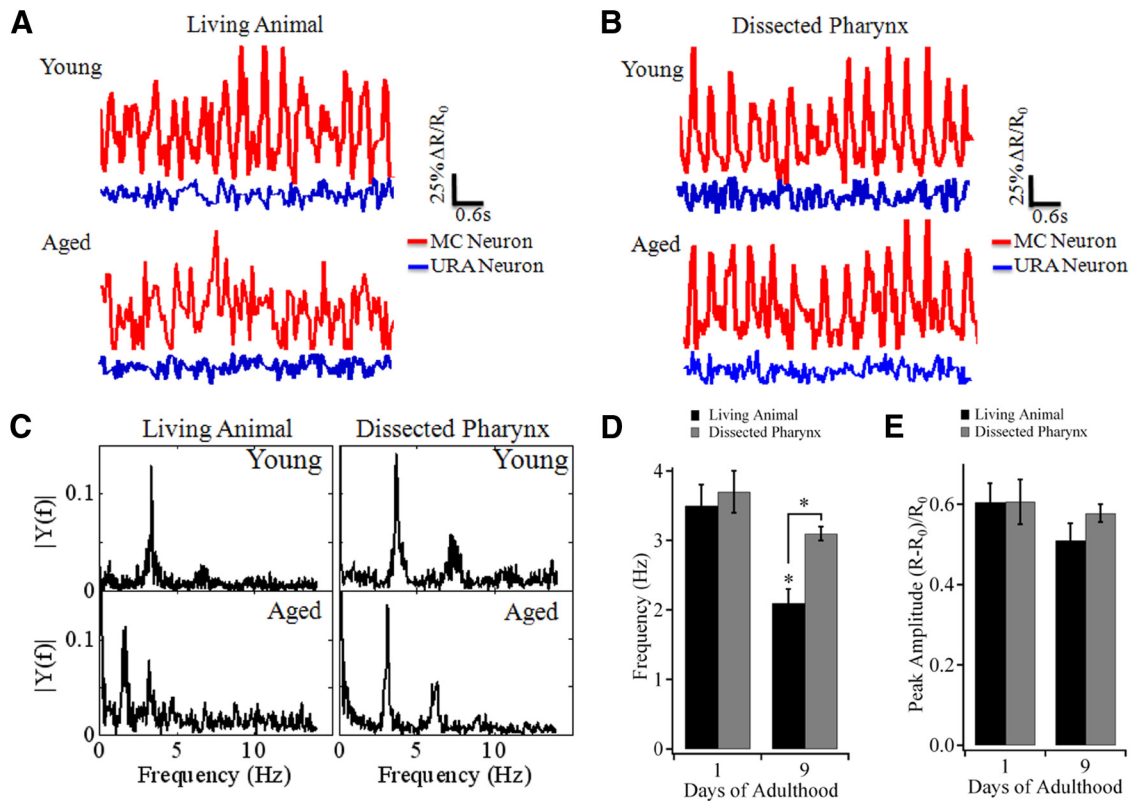 A
Living Animal
Young
25% ΔR/R0
0.6s
Aged
MC Neuron
URA Neuron
B
Dissected Pharynx
Young
25% ΔR/R0
0.6s
Aged
MC Neuron
URA Neuron
C
Living Animal
Dissected Pharynx
Young
Young
0.1
|Y(f)|
0
Aged
Aged
0.1
|Y(f)|
0
0 5 10
0 5 10
Frequency (Hz)
Frequency (Hz)
D
Living Animal
Dissected Pharynx
4
3
2
1
0
Frequency (Hz)
*
*
1 9
Days of Adulthood
E
Living Animal
Dissected Pharynx
0.6
0.4
0.2
0.0
Peak Amplitude (R-R0)/R0
1 9
Days of Adulthood